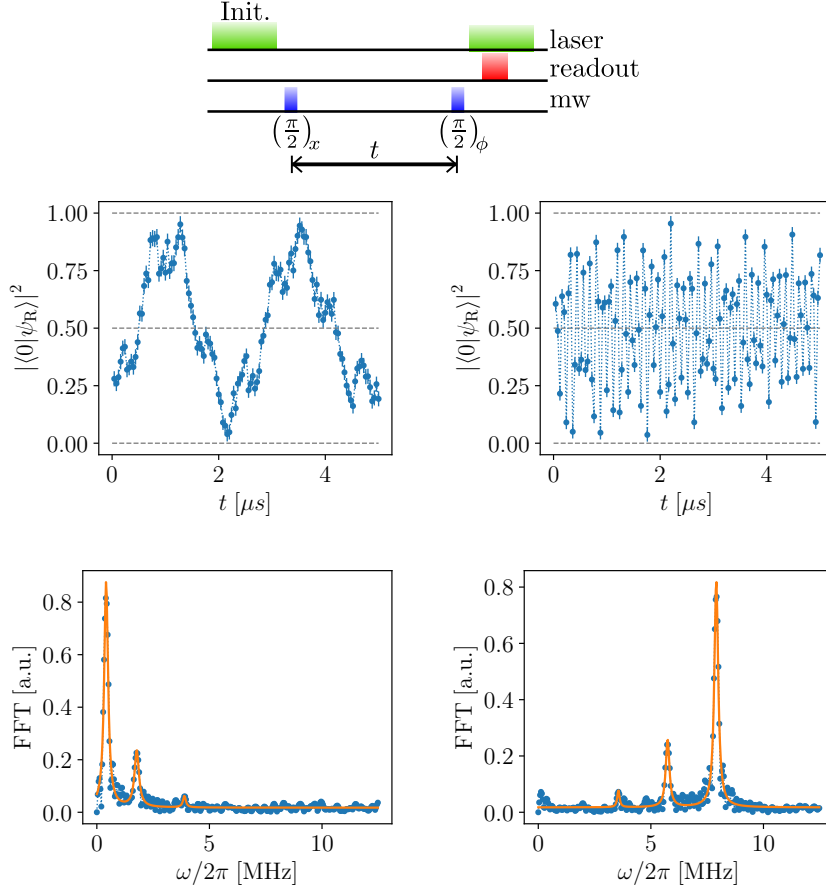 Init.
laser
readout
mw
(π/2)ₓ (π/2)ᵩ
t
1.00 1.00
0.75 0.75
0.50 0.50
0.25 0.25
0.00 0.00
|⟨0|ψ_R⟩|² |⟨0|ψ_R⟩|²
0 2 4 0 2 4
t [μs] t [μs]
0.8 0.8
0.6 0.6
0.4 0.4
0.2 0.2
0.0 0.0
FFT [a.u.] FFT [a.u.]
0 5 10 0 5 10
ω/2π [MHz] ω/2π [MHz]